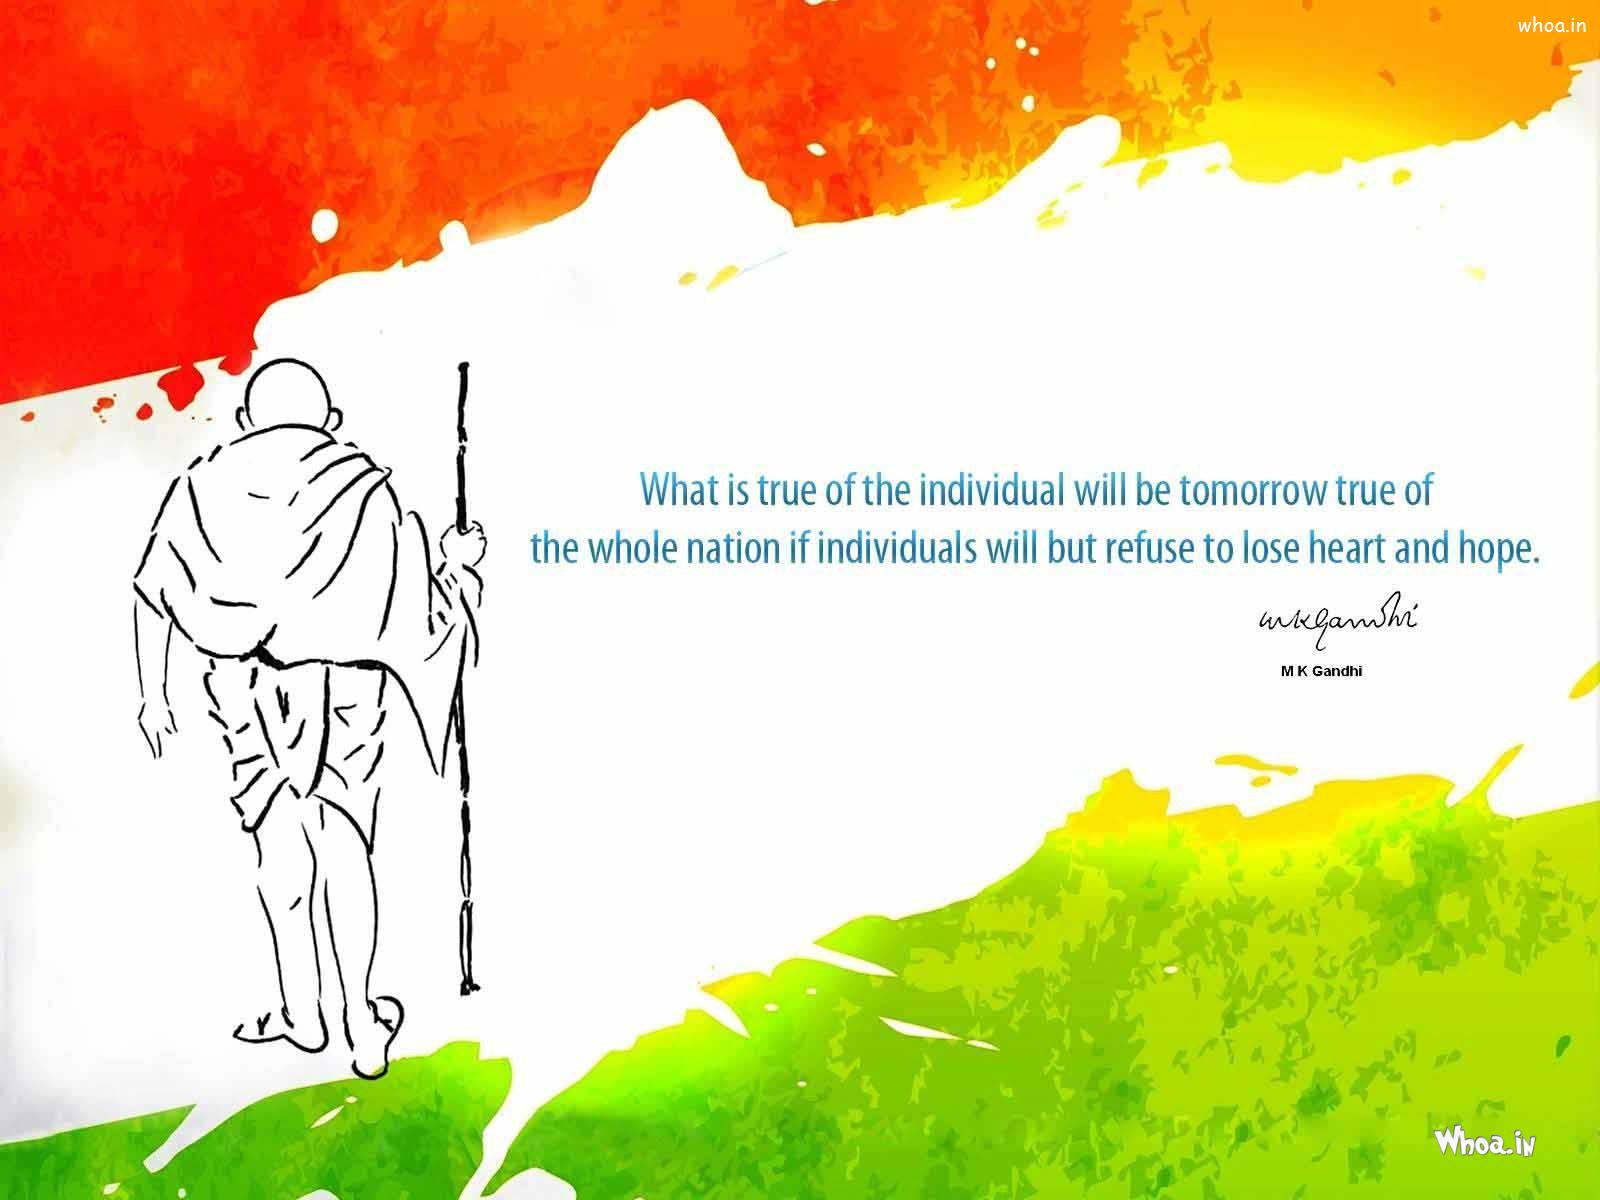 whoa.in
What is true of the individual will be tomorrow true of
the whole nation if individuals will but refuse to lose heart and hope.
mkgandhi
M K Gandhi
Whoa.in